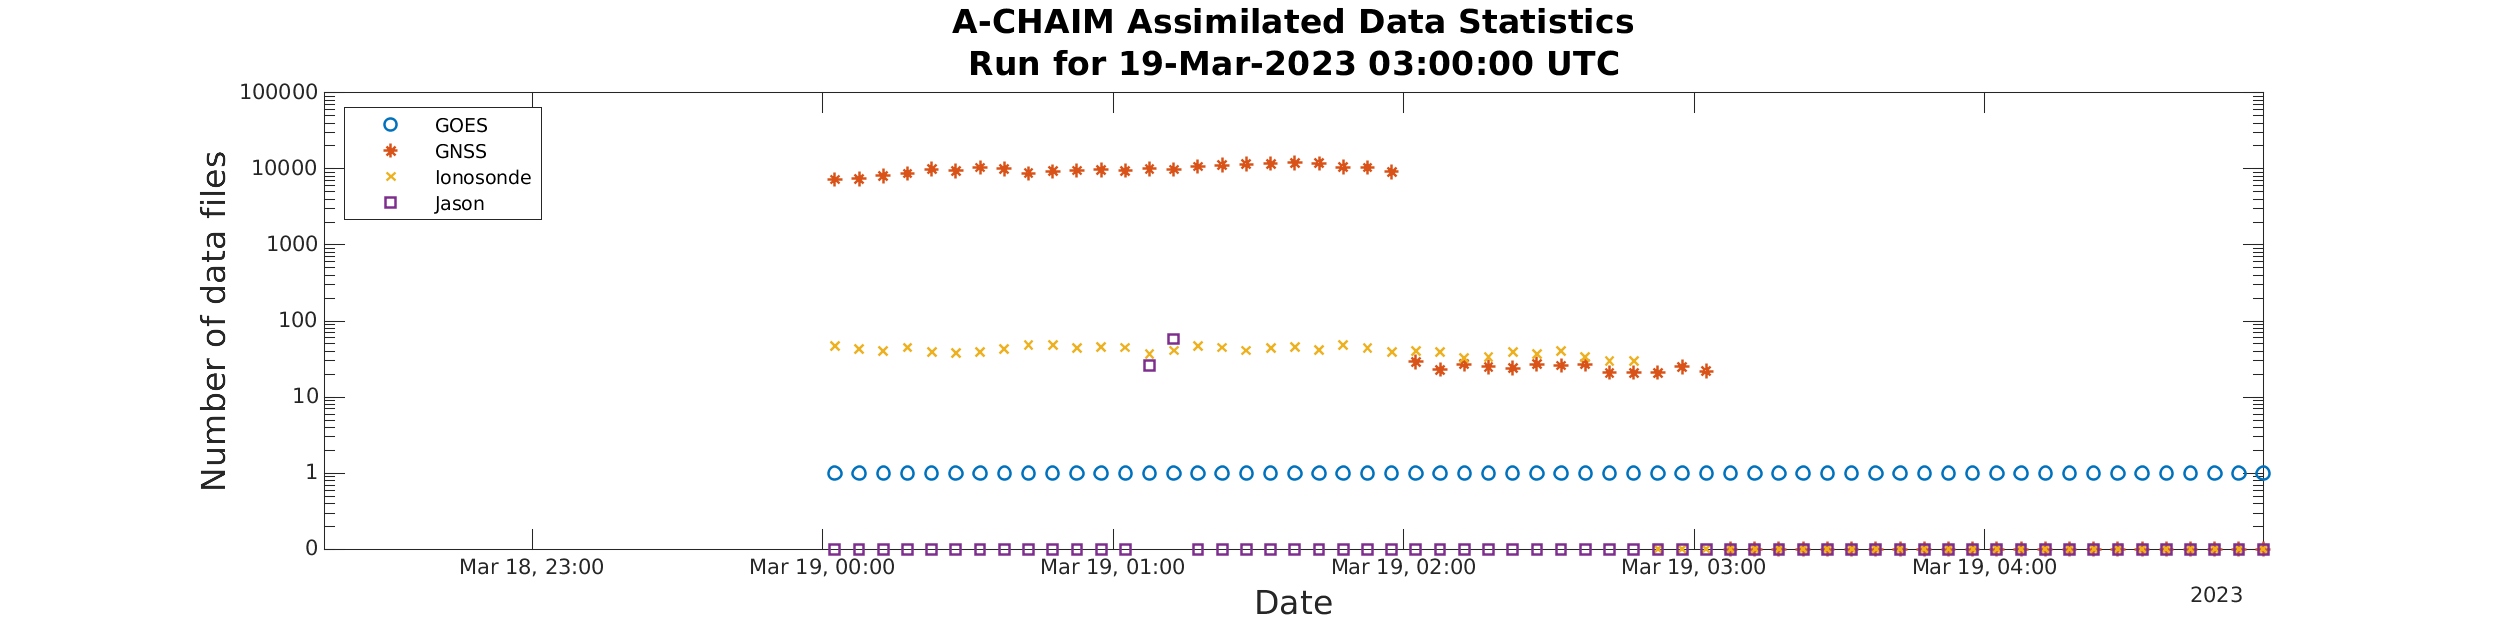 A-CHAIM Assimilated Data Statistics
Run for 19-Mar-2023 03:00:00 UTC
100000
10000
1000
100
10
1
0
Number of data files
GOES
GNSS
Ionosonde
Jason
Mar 18, 23:00
Mar 19, 00:00
Mar 19, 01:00
Mar 19, 02:00
Mar 19, 03:00
Mar 19, 04:00
2023
Date